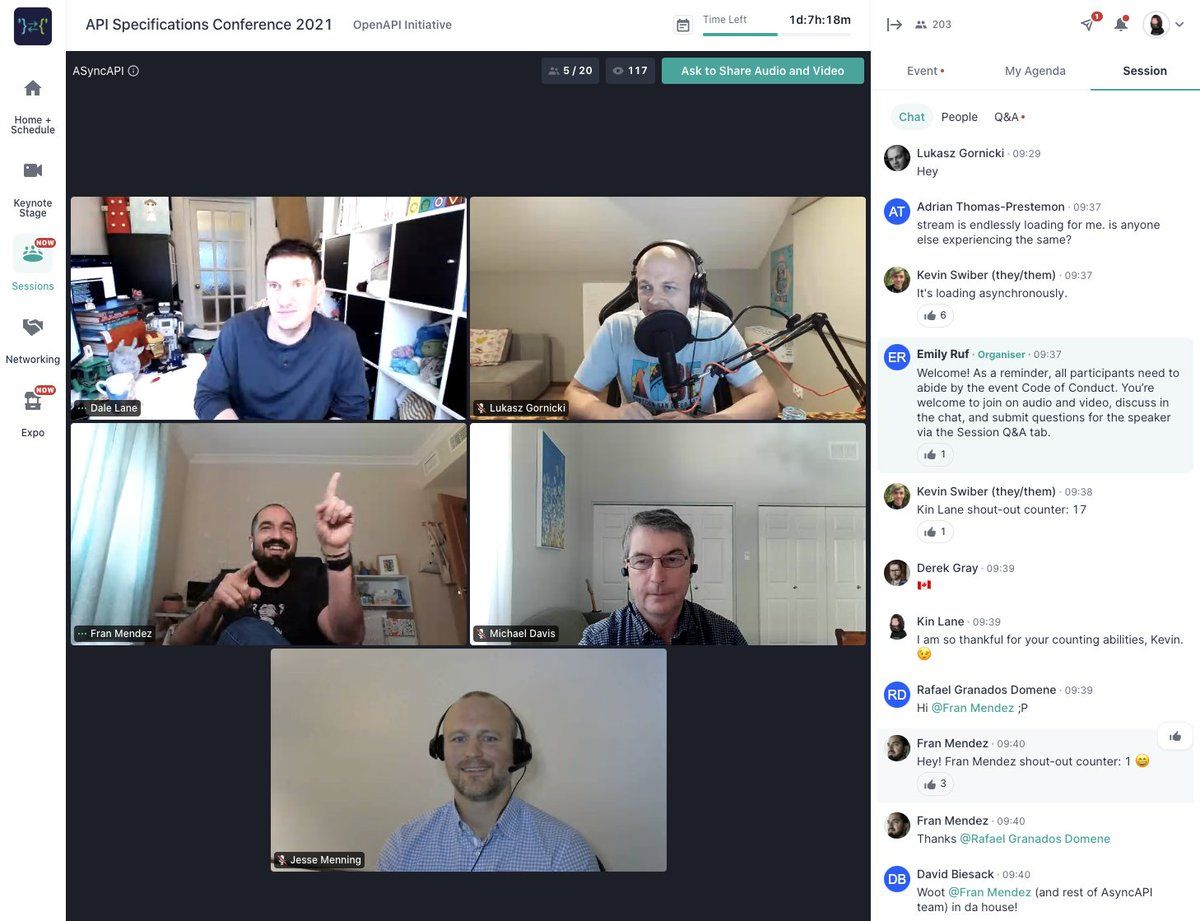 API Specifications Conference 2021
OpenAPI Initiative
Time Left
1d:7h:18m
203
1
Home +
Schedule
Keynote
Stage
NOW
Sessions
Networking
NOW
Expo
ASyncAPI
5 / 20
117
Ask to Share Audio and Video
Dale Lane
Lukasz Gornicki
Fran Mendez
Michael Davis
Jesse Menning
Event
My Agenda
Session
Chat
People
Q&A
Lukasz Gornicki · 09:29
Hey
AT
Adrian Thomas-Prestemon · 09:37
stream is endlessly loading for me. is anyone
else experiencing the same?
Kevin Swiber (they/them) · 09:37
It's loading asynchronously.
6
ER
Emily Ruf · Organiser · 09:37
Welcome! As a reminder, all participants need to
abide by the event Code of Conduct. You're
welcome to join on audio and video, discuss in
the chat, and submit questions for the speaker
via the Session Q&A tab.
1
Kevin Swiber (they/them) · 09:38
Kin Lane shout-out counter: 17
1
Derek Gray · 09:39
🇨🇦
Kin Lane · 09:39
I am so thankful for your counting abilities, Kevin.
😉
RD
Rafael Granados Domene · 09:39
Hi @Fran Mendez ;P
Fran Mendez · 09:40
Hey! Fran Mendez shout-out counter: 1 😄
3
Fran Mendez · 09:40
Thanks @Rafael Granados Domene
DB
David Biesack · 09:40
Woot @Fran Mendez (and rest of AsyncAPI
team) in da house!